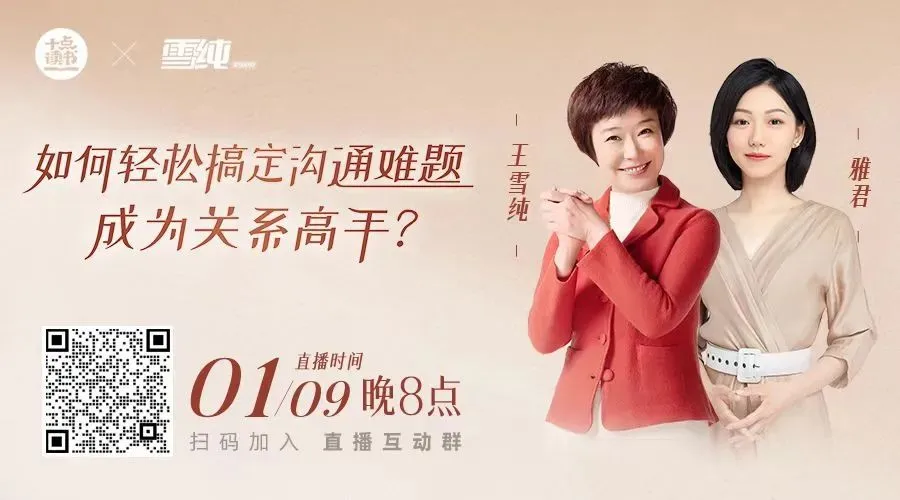 十点
读书
×
雪纯
如何轻松搞定沟通难题
成为关系高手?
王雪纯
雅君
直播时间
01/09 晚8点
扫码加入 直播互动群